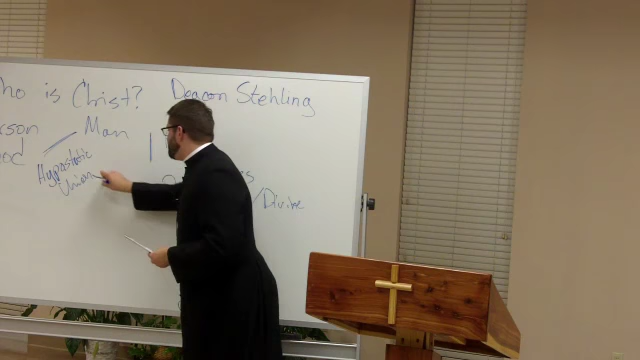 ho is Christ? Deacon Stehling
rson Man
od
Hypostatic
Union
/Divine